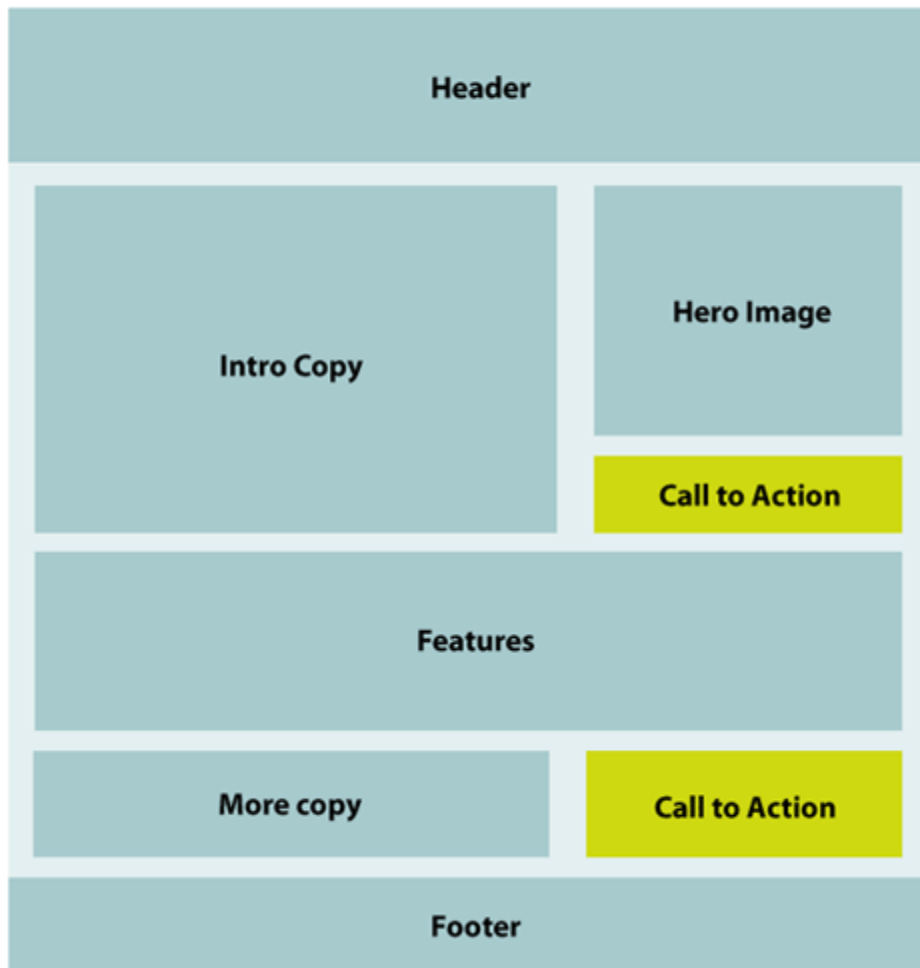 Header
Intro Copy
Hero Image
Call to Action
Features
More copy
Call to Action
Footer